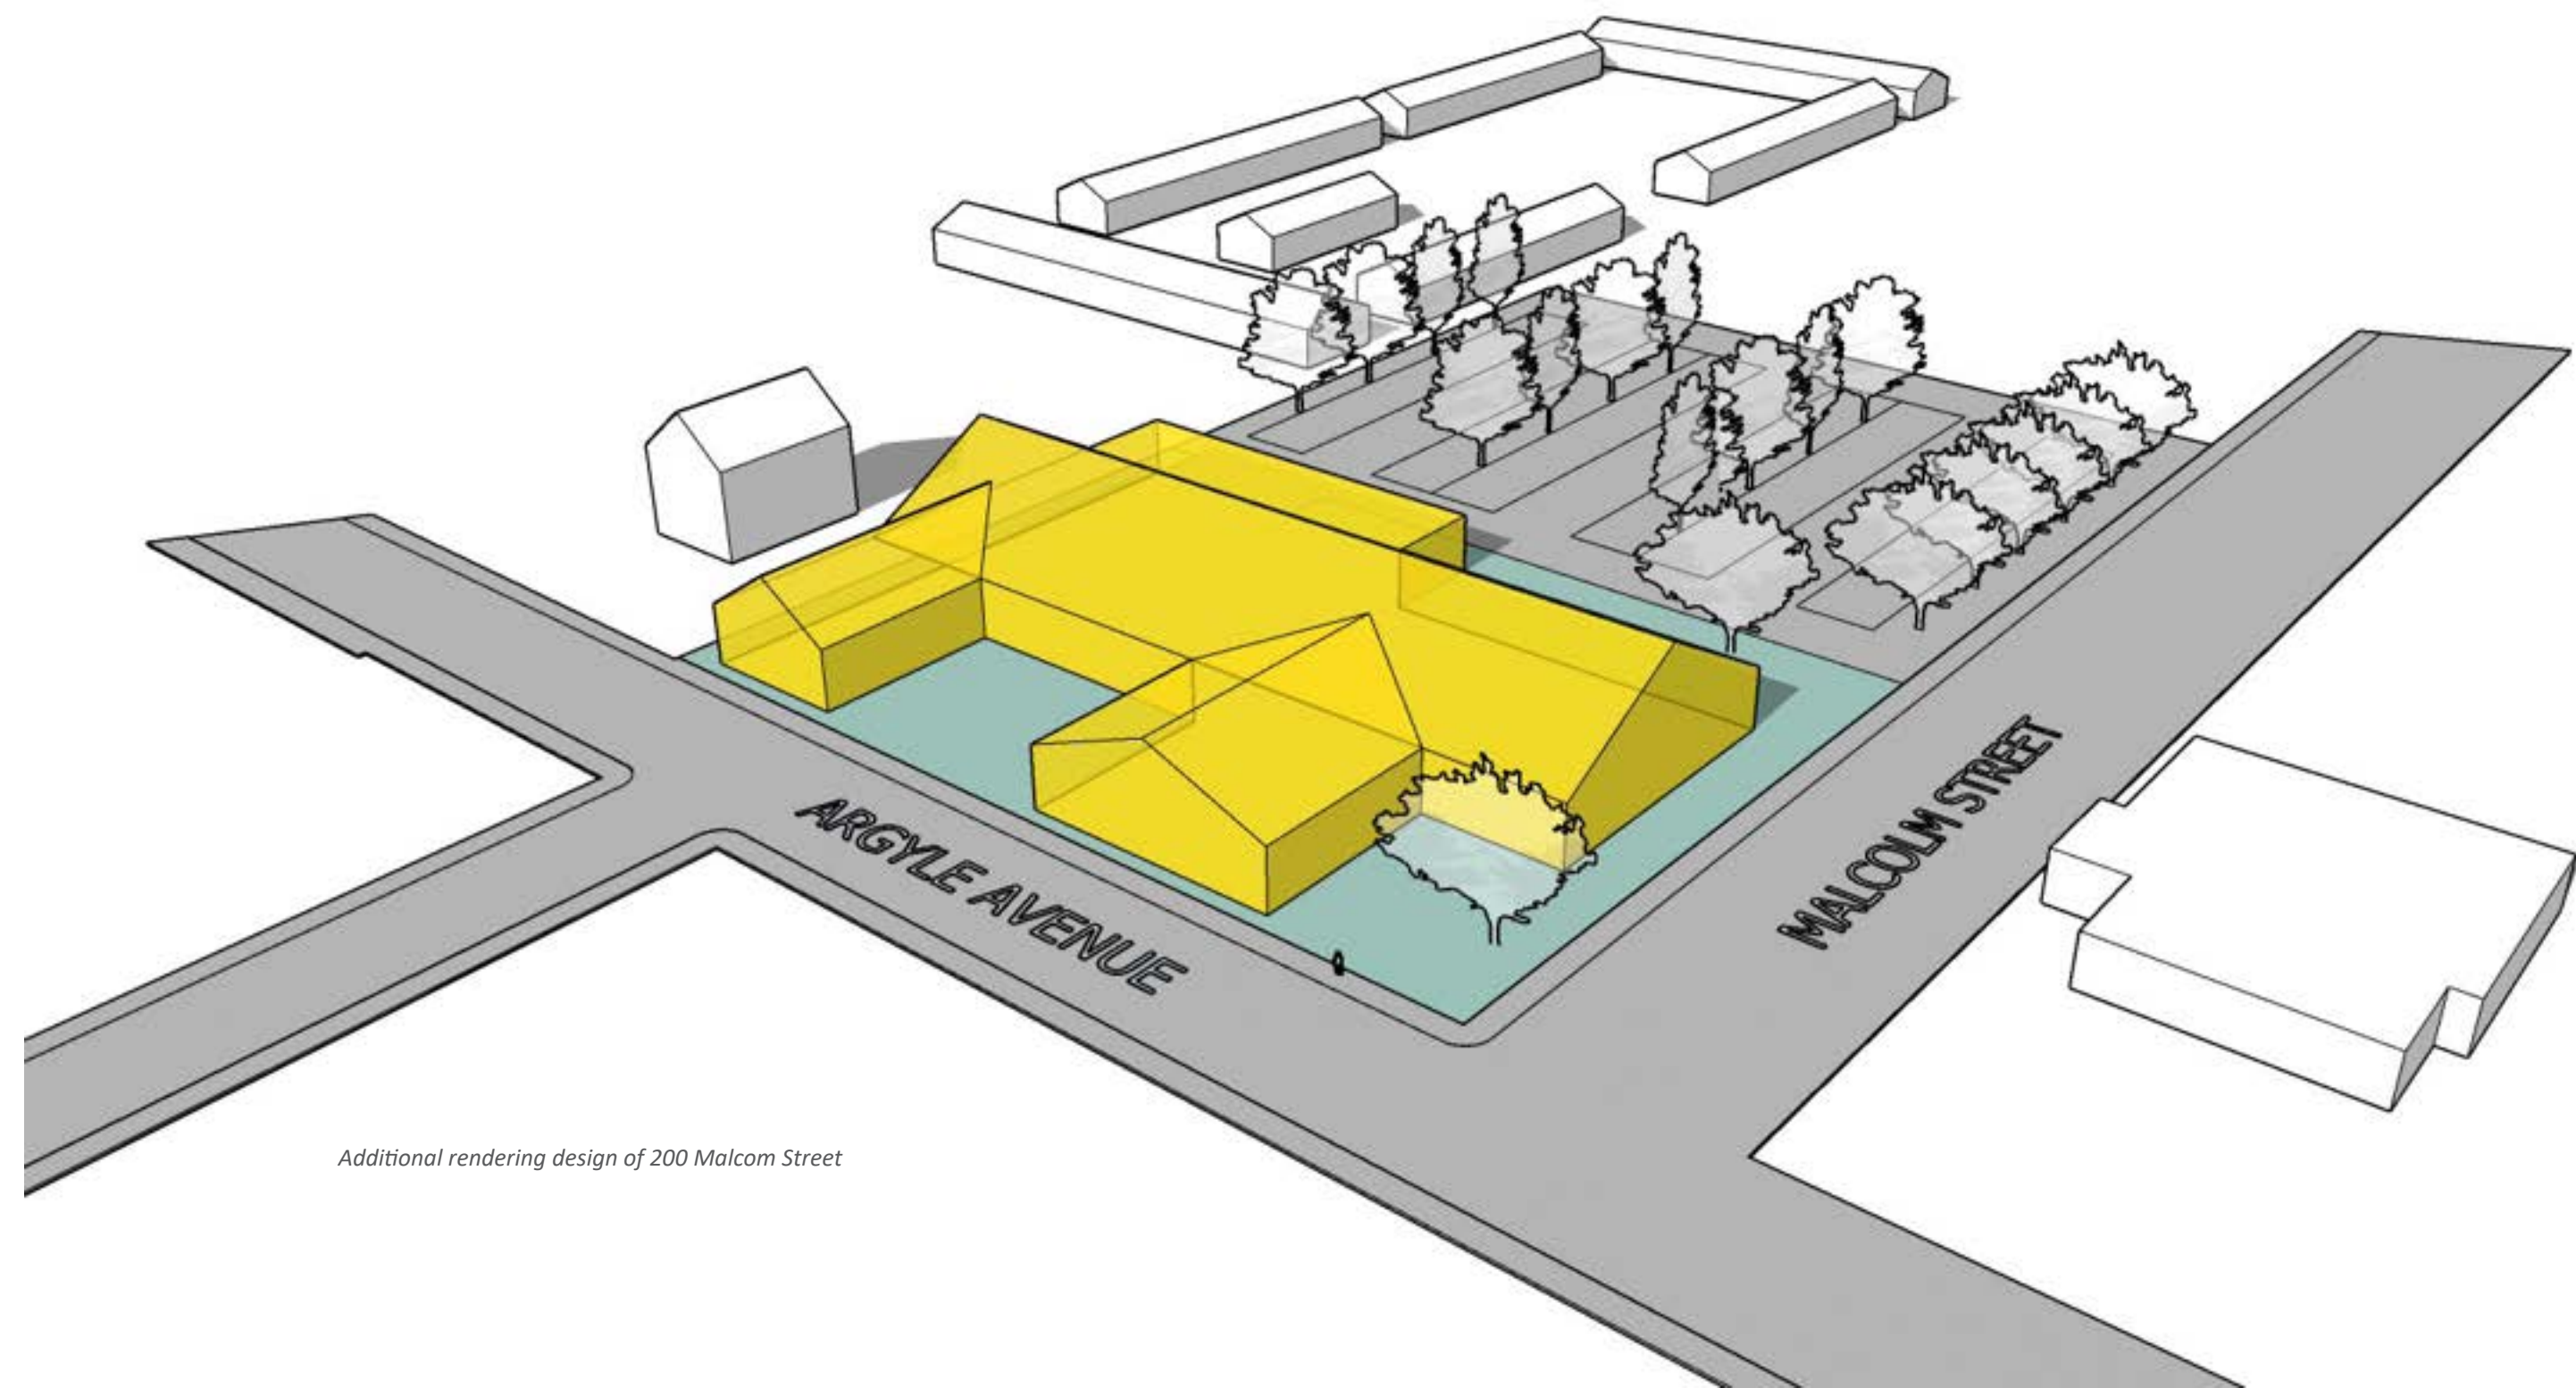 ARGYLE AVENUE
MALCOLM STREET
Additional rendering design of 200 Malcom Street